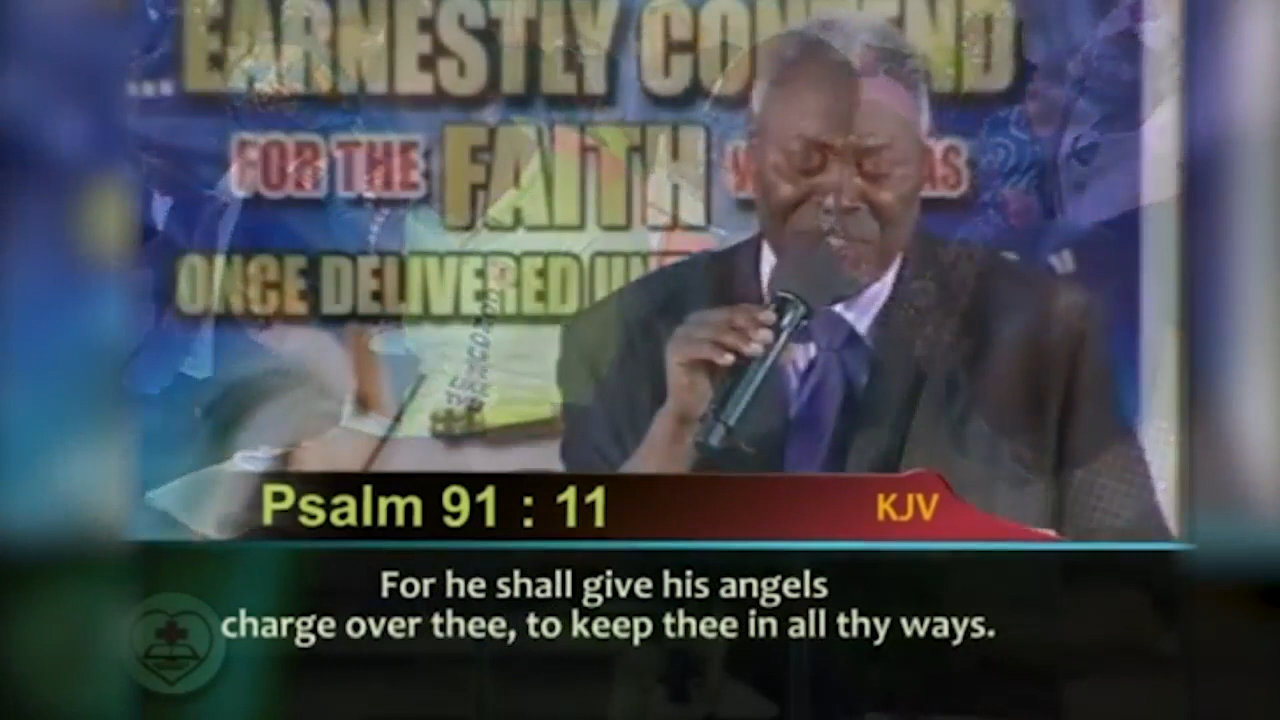 ...EARNESTLY CONTEND
FOR THE FAITH
ONCE DELIVERED
Psalm 91 : 11
KJV
For he shall give his angels
charge over thee, to keep thee in all thy ways.